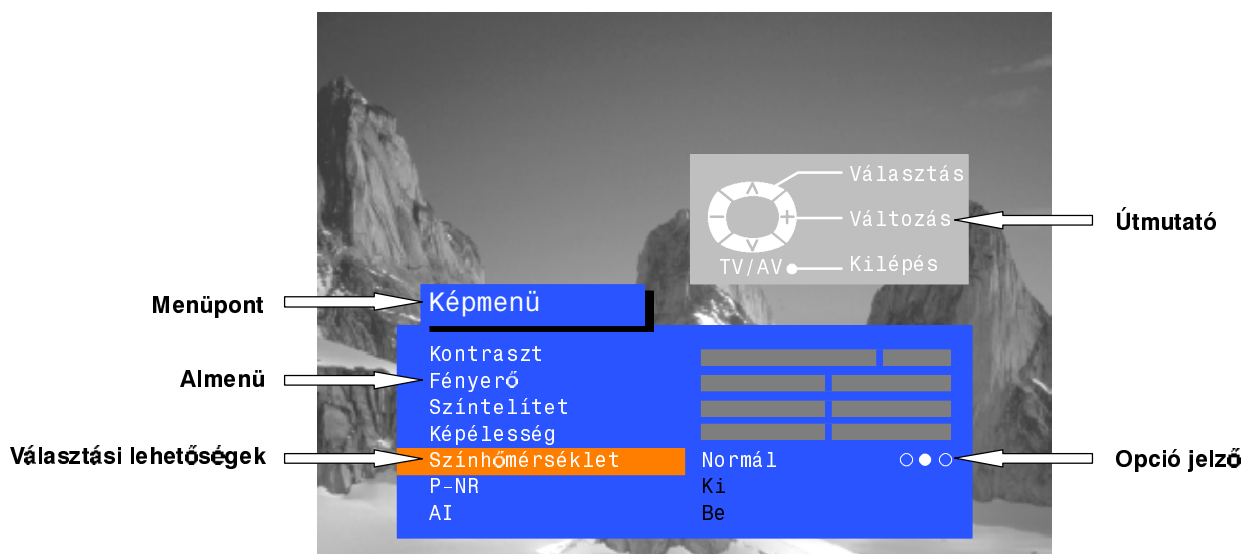 Választás
Változás
Útmutató
TV/AV
Kilépés
Menüpont
Képmenü
Kontraszt
Almenü
Fényerő
Színtelítet
Képélesség
Választási lehetőségek
Színhőmérséklet
Normál
Opció jelző
P-NR
Ki
AI
Be